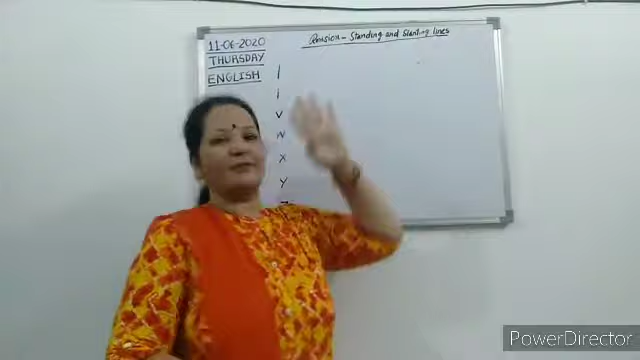 11-06-2020
THURSDAY
ENGLISH
Revision - Standing and Slanting lines
l
i
v
N
x
y
PowerDirector